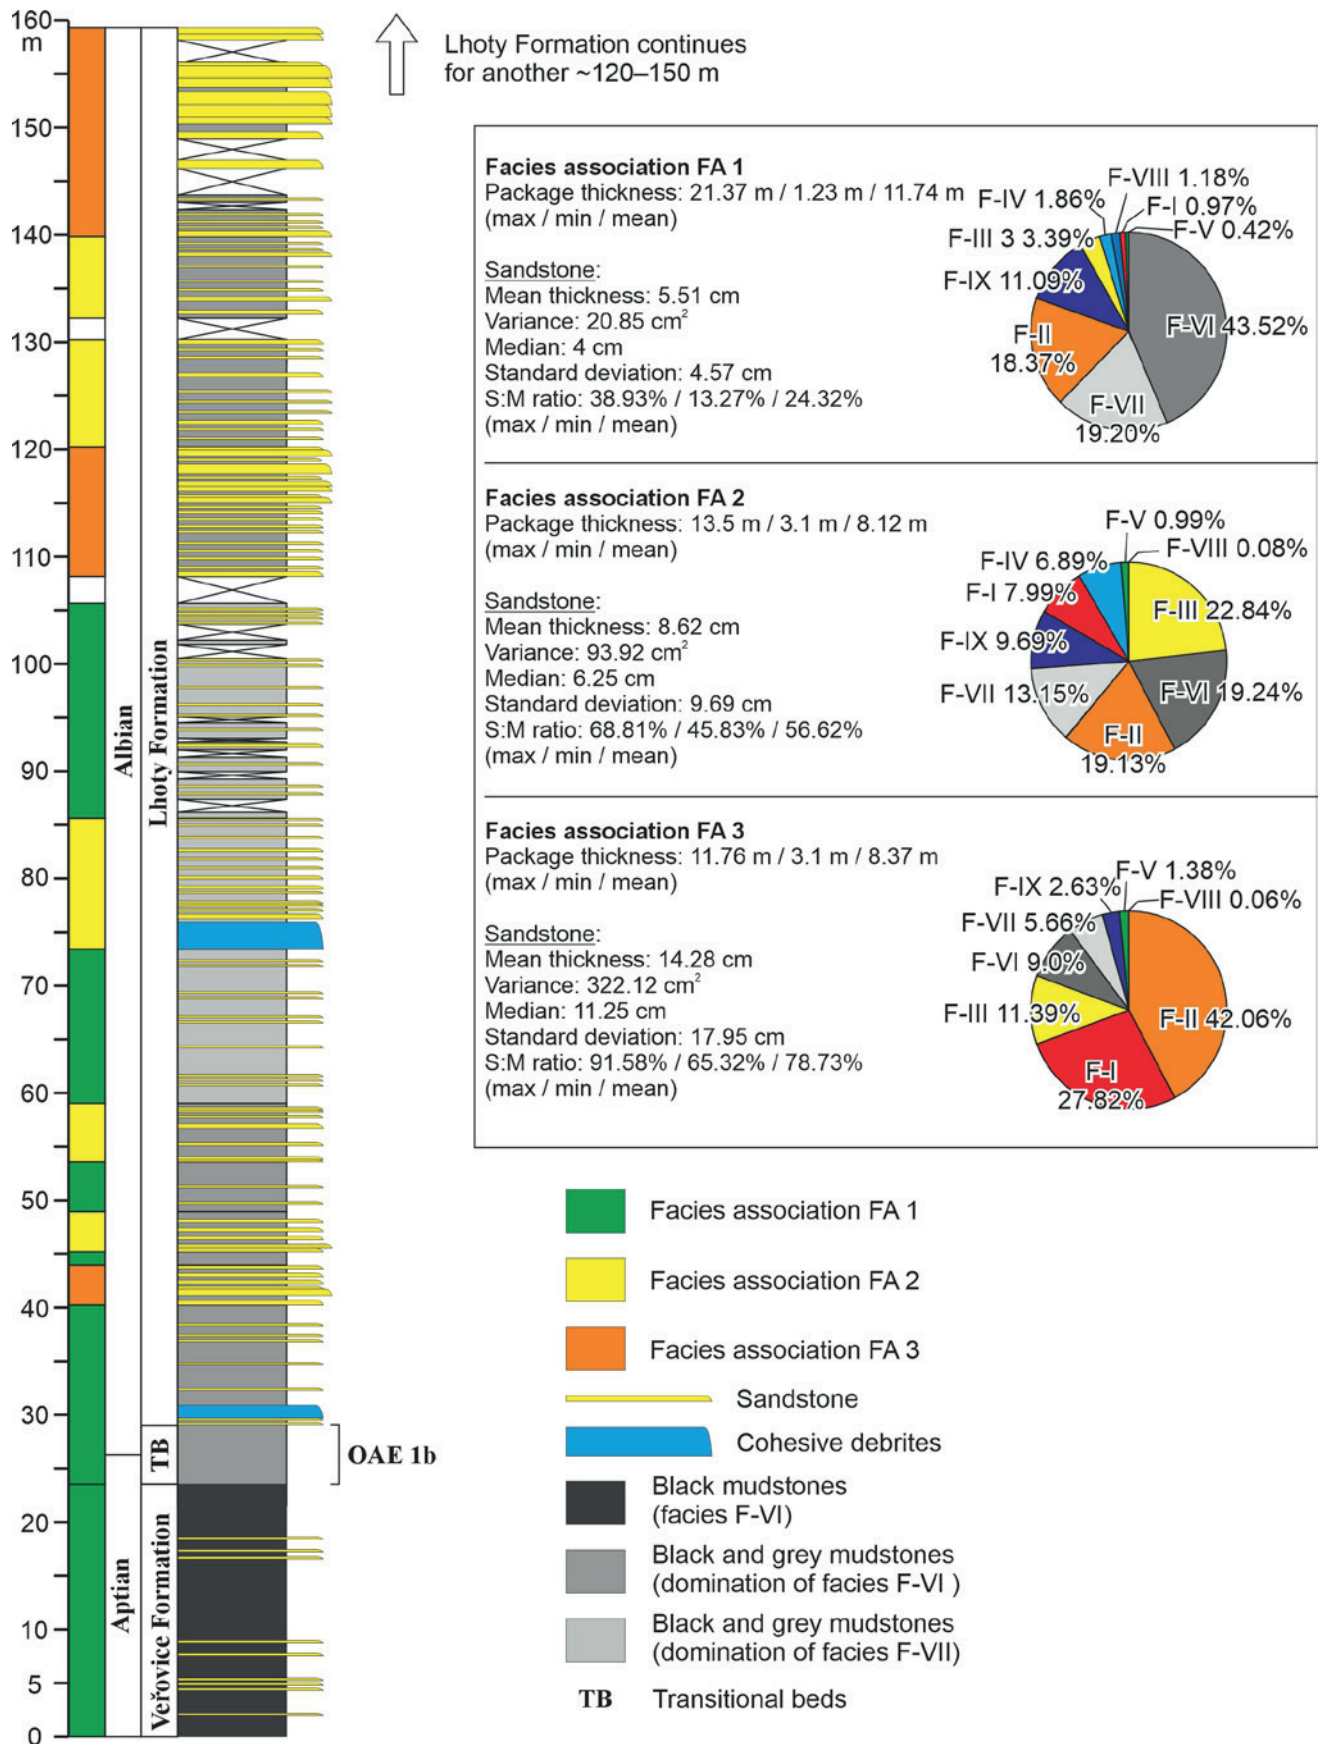 160
m
150
140
130
120
110
100
90
80
70
60
50
40
30
20
10
5
0
Albian
Aptian
Lhoty Formation
TB
Veřovice Formation
OAE 1b
Lhoty Formation continues
for another ~120–150 m
Facies association FA 1
Package thickness: 21.37 m / 1.23 m / 11.74 m
(max / min / mean)
Sandstone:
Mean thickness: 5.51 cm
Variance: 20.85 cm²
Median: 4 cm
Standard deviation: 4.57 cm
S:M ratio: 38.93% / 13.27% / 24.32%
(max / min / mean)
F-VIII 1.18%
F-IV 1.86%
F-I 0.97%
F-III 3 3.39%
F-V 0.42%
F-IX 11.09%
F-VI 43.52%
F-II
18.37%
F-VII
19.20%
Facies association FA 2
Package thickness: 13.5 m / 3.1 m / 8.12 m
(max / min / mean)
Sandstone:
Mean thickness: 8.62 cm
Variance: 93.92 cm²
Median: 6.25 cm
Standard deviation: 9.69 cm
S:M ratio: 68.81% / 45.83% / 56.62%
(max / min / mean)
F-V 0.99%
F-VIII 0.08%
F-IV 6.89%
F-I 7.99%
F-III 22.84%
F-IX 9.69%
F-VII 13.15%
F-VI 19.24%
F-II
19.13%
Facies association FA 3
Package thickness: 11.76 m / 3.1 m / 8.37 m
(max / min / mean)
Sandstone:
Mean thickness: 14.28 cm
Variance: 322.12 cm²
Median: 11.25 cm
Standard deviation: 17.95 cm
S:M ratio: 91.58% / 65.32% / 78.73%
(max / min / mean)
F-V 1.38%
F-IX 2.63%
F-VIII 0.06%
F-VII 5.66%
F-VI 9.0%
F-III 11.39%
F-II 42.06%
F-I
27.82%
Facies association FA 1
Facies association FA 2
Facies association FA 3
Sandstone
Cohesive debrites
Black mudstones
(facies F-VI)
Black and grey mudstones
(domination of facies F-VI )
Black and grey mudstones
(domination of facies F-VII)
TB Transitional beds